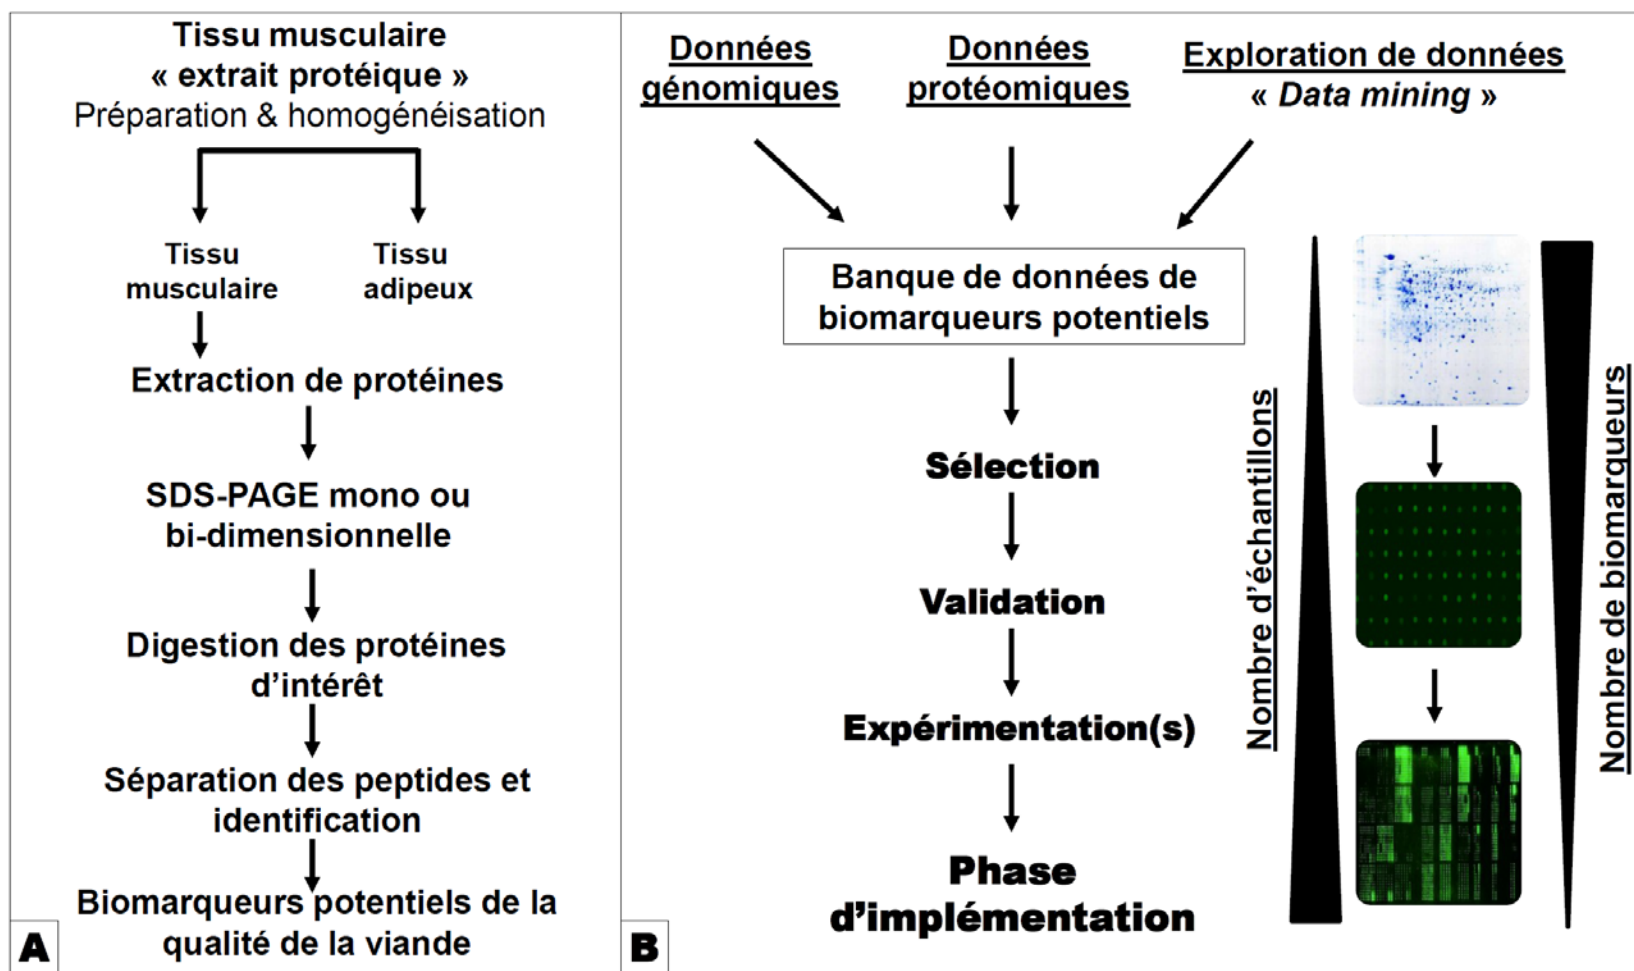 Tissu musculaire
« extrait protéique »
Préparation & homogénéisation
Tissu
musculaire
Tissu
adipeux
Extraction de protéines
SDS-PAGE mono ou
bi-dimensionnelle
Digestion des protéines
d’intérêt
Séparation des peptides et
identification
Biomarqueurs potentiels de la
qualité de la viande
A
Données
génomiques
Données
protéomiques
Exploration de données
« Data mining »
Banque de données de
biomarqueurs potentiels
Sélection
Validation
Expérimentation(s)
Phase
d’implémentation
Nombre d’échantillons
Nombre de biomarqueurs
B